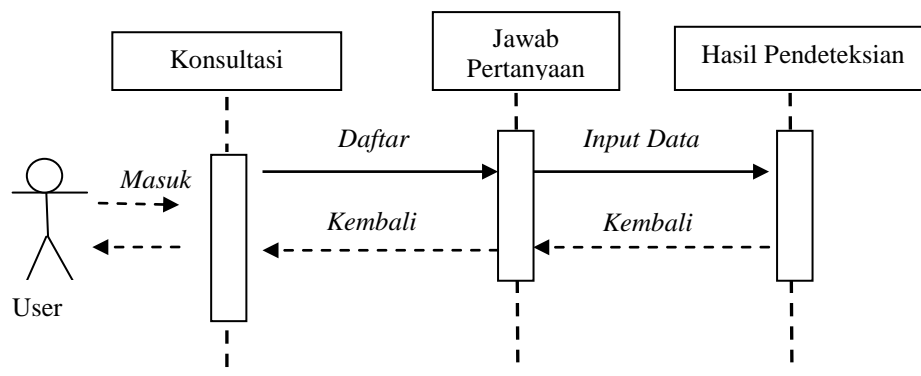 Konsultasi
Jawab
Pertanyaan
Hasil Pendeteksian
Daftar
Input Data
Masuk
Kembali
Kembali
User